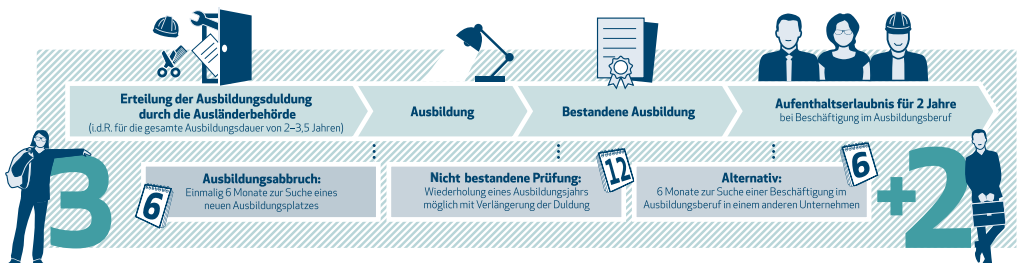 Erteilung der Ausbildungsduldung
durch die Ausländerbehörde
(i.d.R. für die gesamte Ausbildungsdauer von 2–3,5 Jahren)
Ausbildung
Bestandene Ausbildung
Aufenthaltserlaubnis für 2 Jahre
bei Beschäftigung im Ausbildungsberuf
3
6
Ausbildungsabbruch:
Einmalig 6 Monate zur Suche eines
neuen Ausbildungsplatzes
Nicht bestandene Prüfung:
Wiederholung eines Ausbildungsjahrs
möglich mit Verlängerung der Duldung
12
Alternativ:
6 Monate zur Suche einer Beschäftigung im
Ausbildungsberuf in einem anderen Unternehmen
6
+2